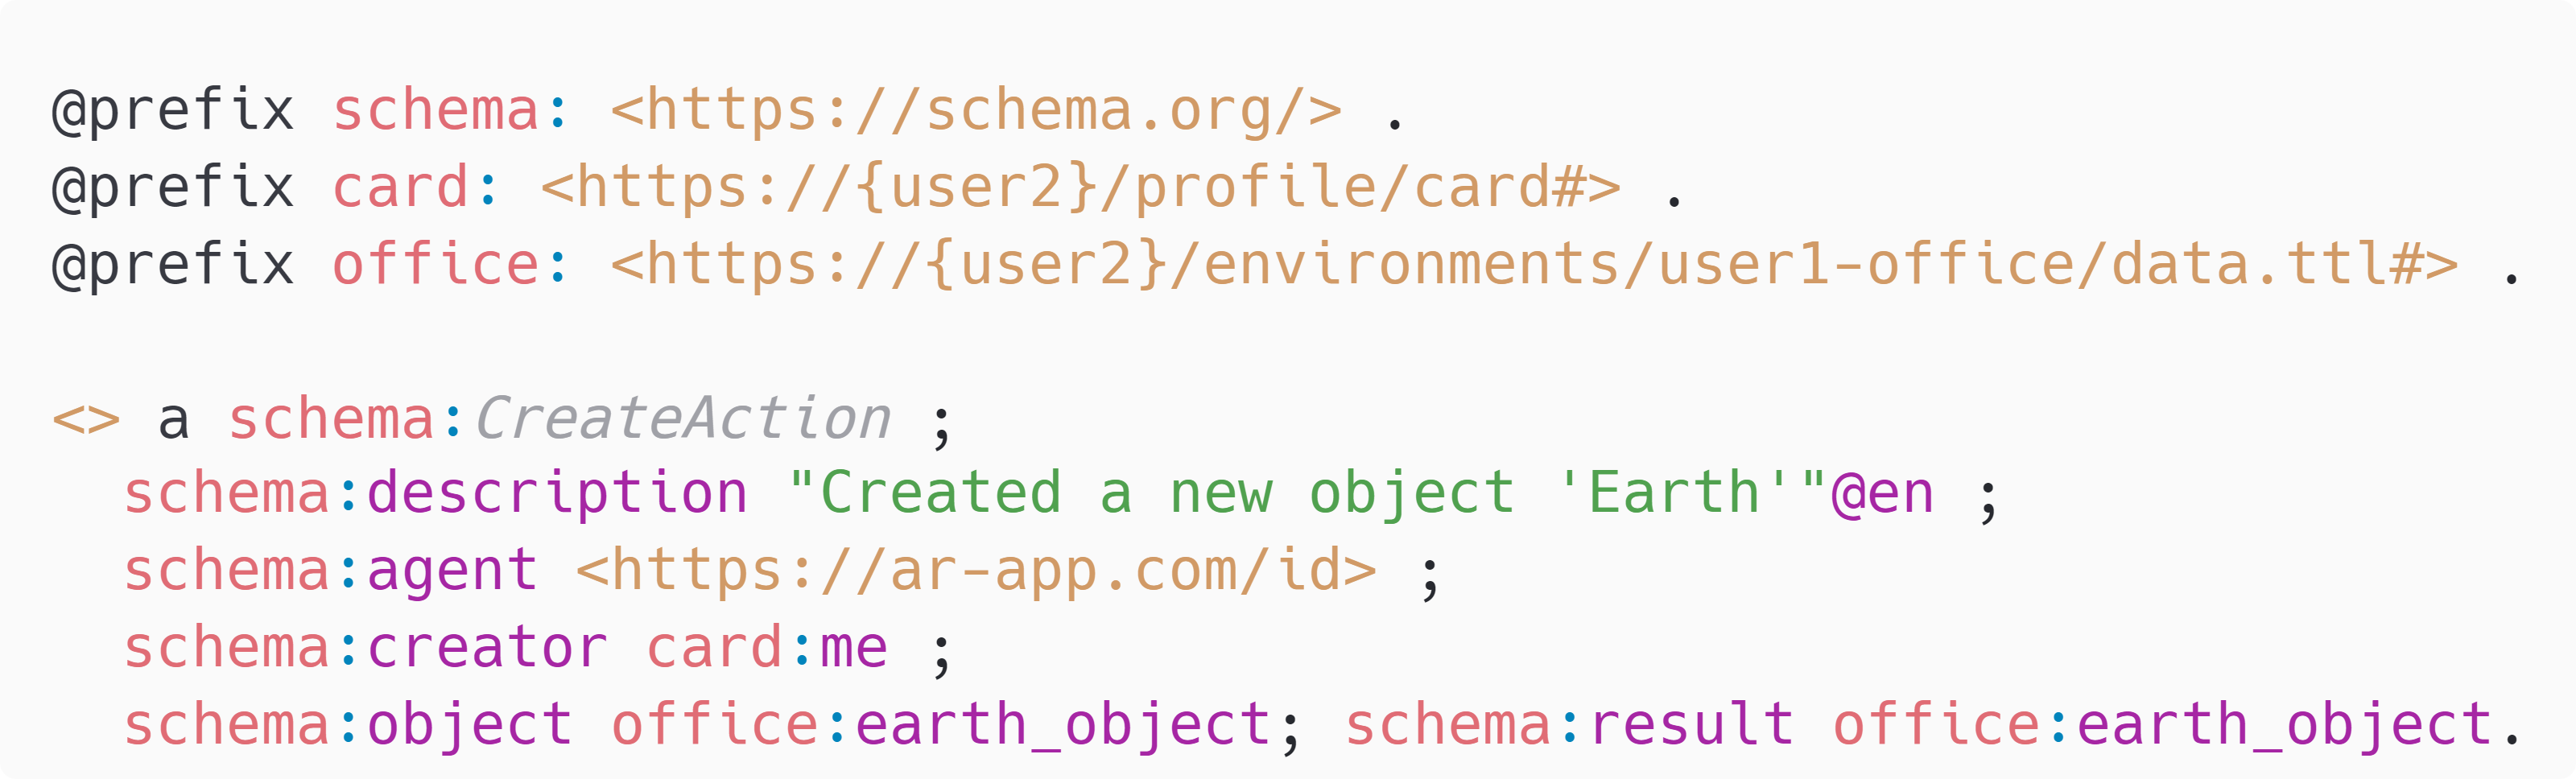 @prefix schema: <https://schema.org/> .
@prefix card: <https://{user2}/profile/card#> .
@prefix office: <https://{user2}/environments/user1-office/data.ttl#> .
<> a schema:CreateAction ;
schema:description "Created a new object 'Earth'"@en ;
schema:agent <https://ar-app.com/id> ;
schema:creator card:me ;
schema:object office:earth_object; schema:result office:earth_object.